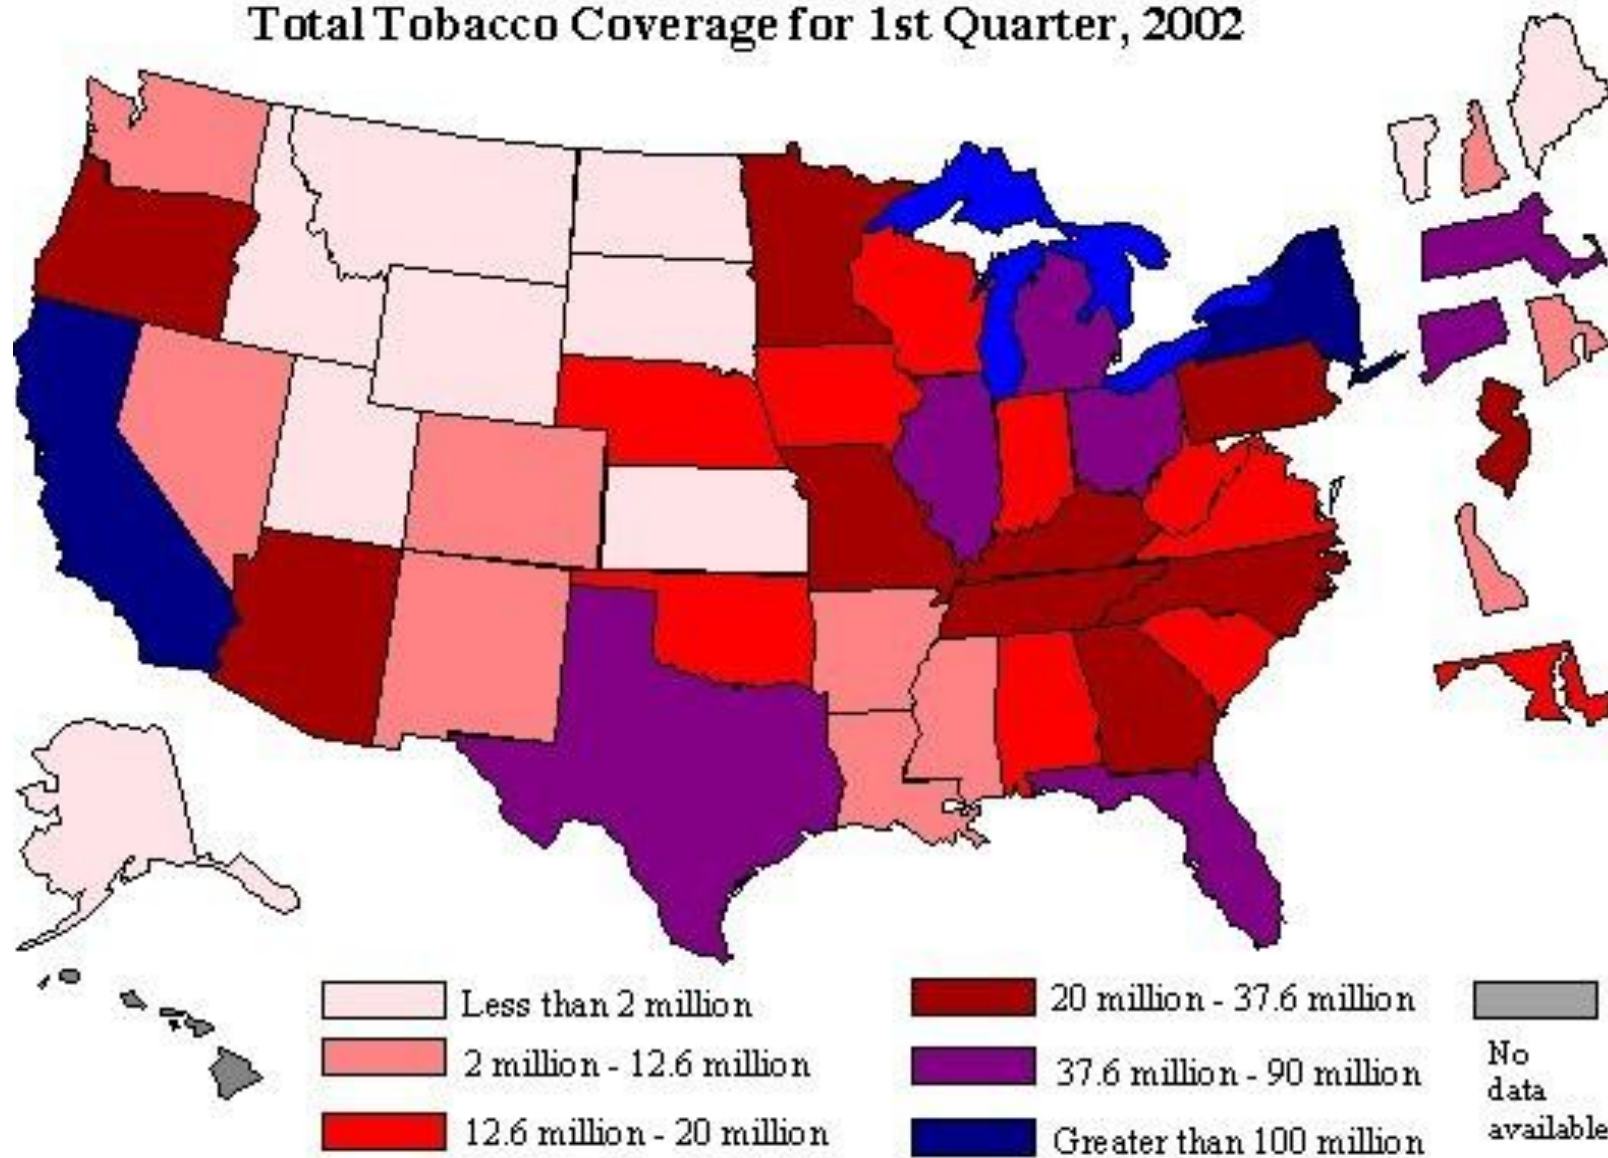 Total Tobacco Coverage for 1st Quarter, 2002
Less than 2 million
2 million - 12.6 million
12.6 million - 20 million
20 million - 37.6 million
37.6 million - 90 million
Greater than 100 million
No
data
available